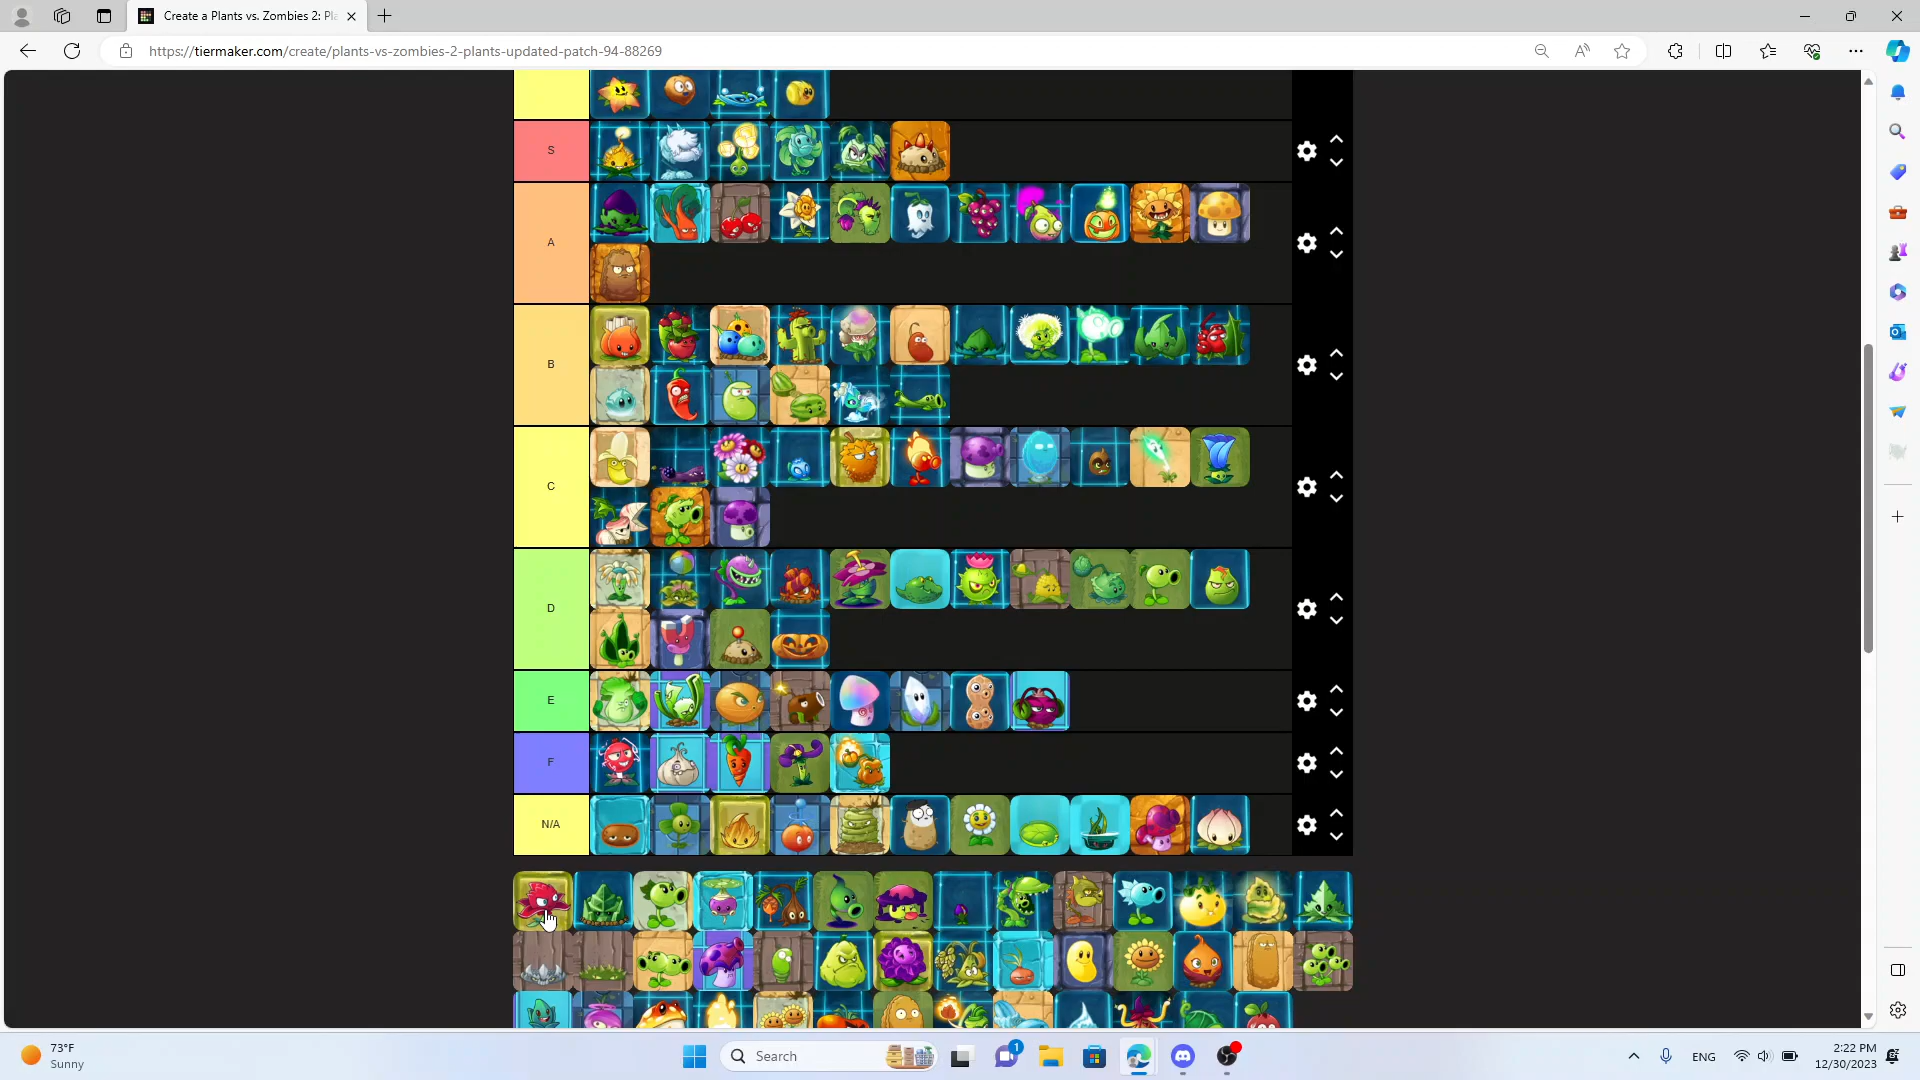 Create a Plants vs. Zombies 2: Pl
https://tiermaker.com/create/plants-vs-zombies-2-plants-updated-patch-94-88269
S
A
B
C
D
E
F
N/A
73°F
Sunny
Search
1
ENG
2:22 PM
12/30/2023